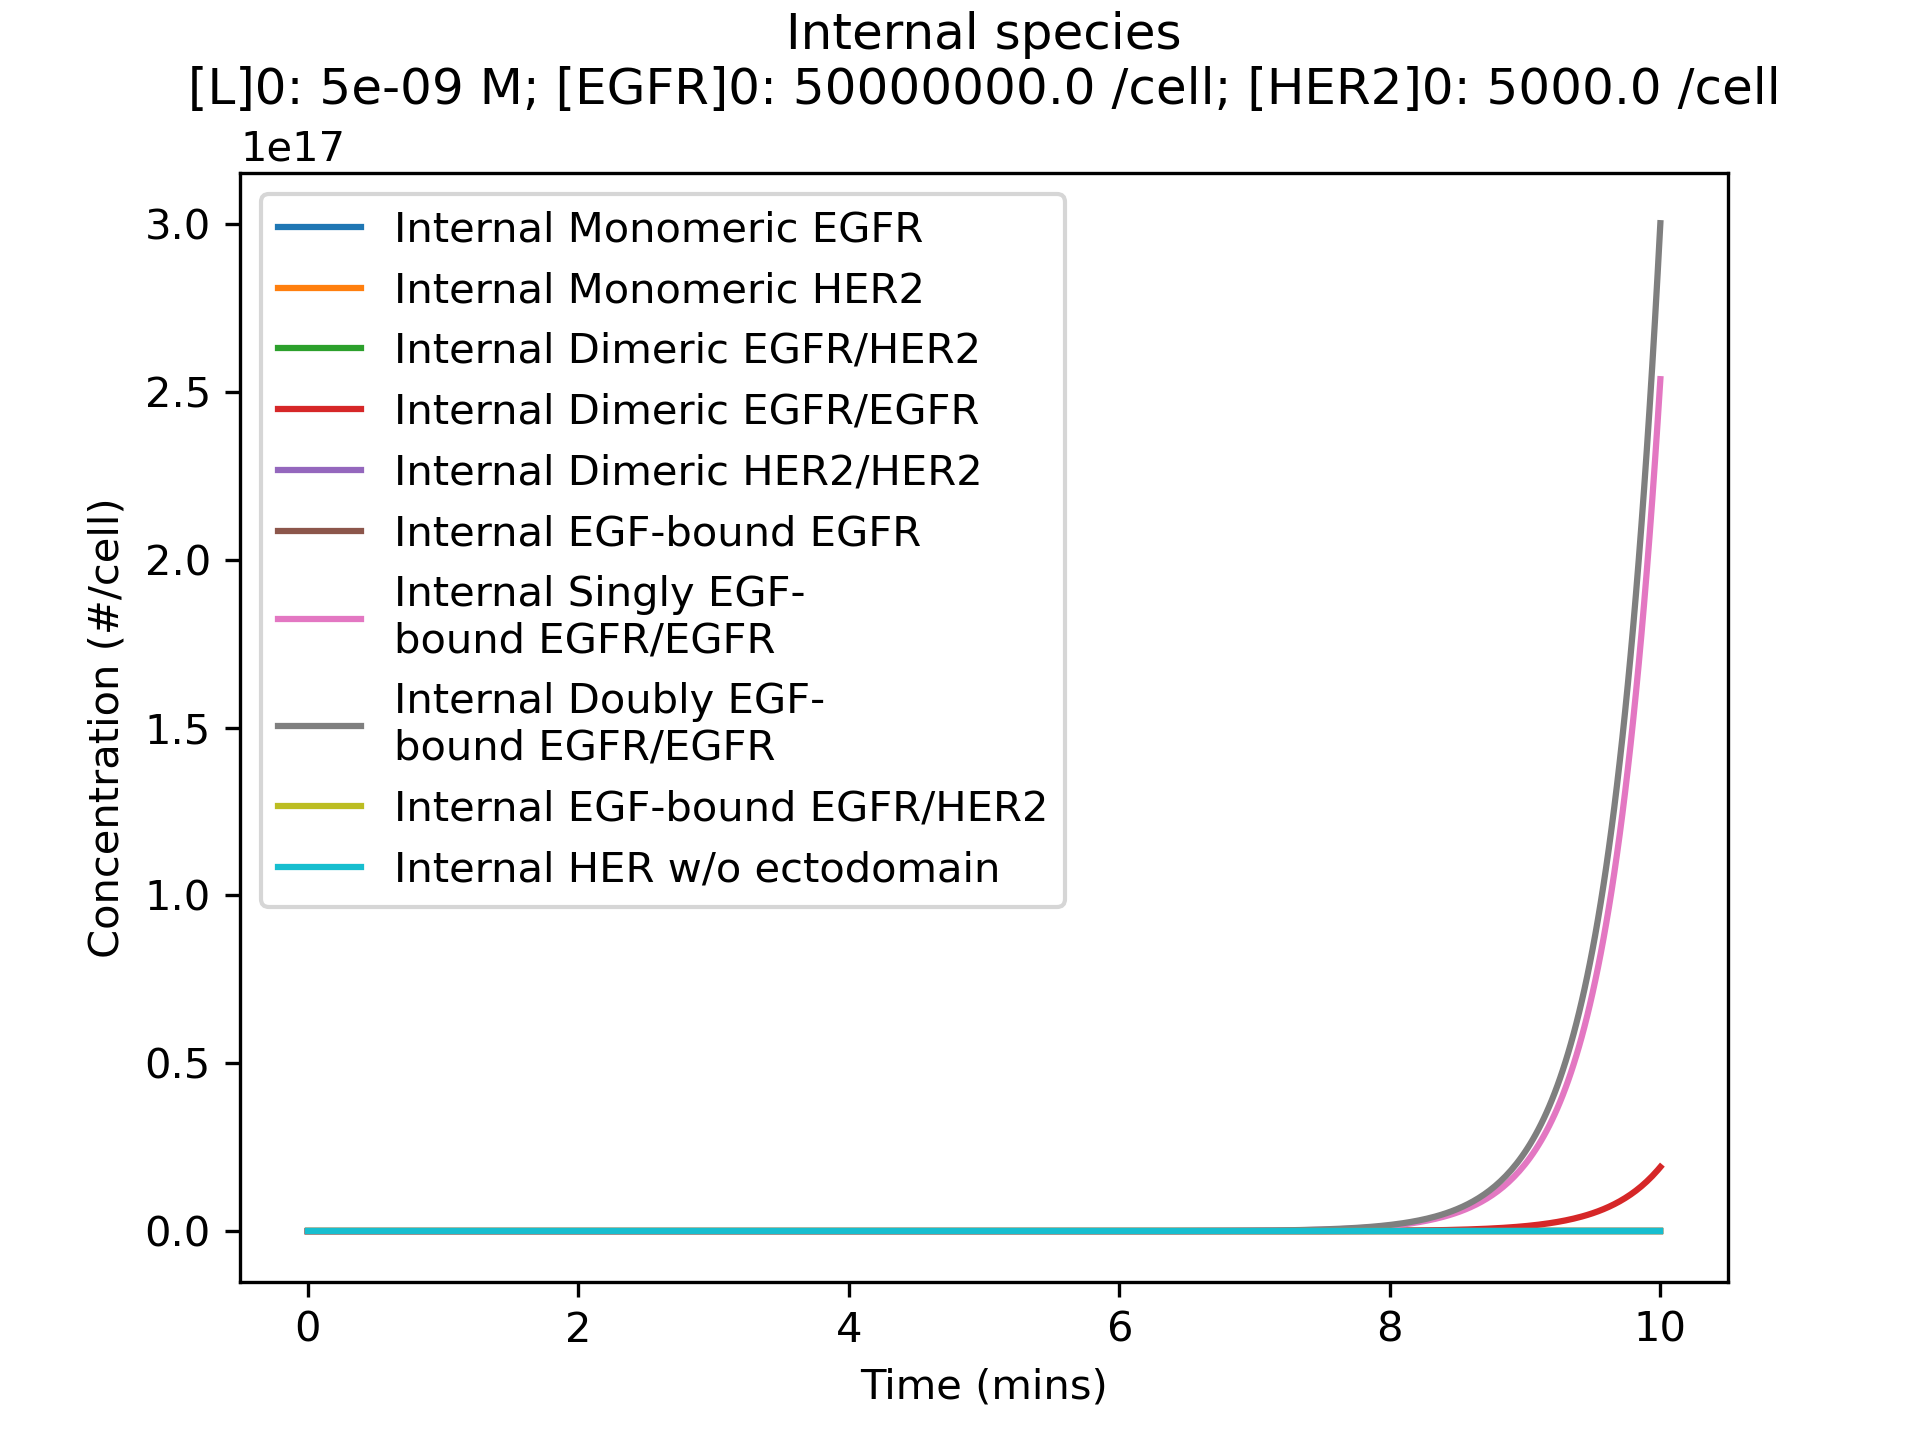 Internal species
[L]0: 5e-09 M; [EGFR]0: 50000000.0 /cell; [HER2]0: 5000.0 /cell
1e17
3.0
2.5
2.0
1.5
1.0
0.5
0.0
Concentration (#/cell)
Internal Monomeric EGFR
Internal Monomeric HER2
Internal Dimeric EGFR/HER2
Internal Dimeric EGFR/EGFR
Internal Dimeric HER2/HER2
Internal EGF-bound EGFR
Internal Singly EGF-
bound EGFR/EGFR
Internal Doubly EGF-
bound EGFR/EGFR
Internal EGF-bound EGFR/HER2
Internal HER w/o ectodomain
0 2 4 6 8 10
Time (mins)